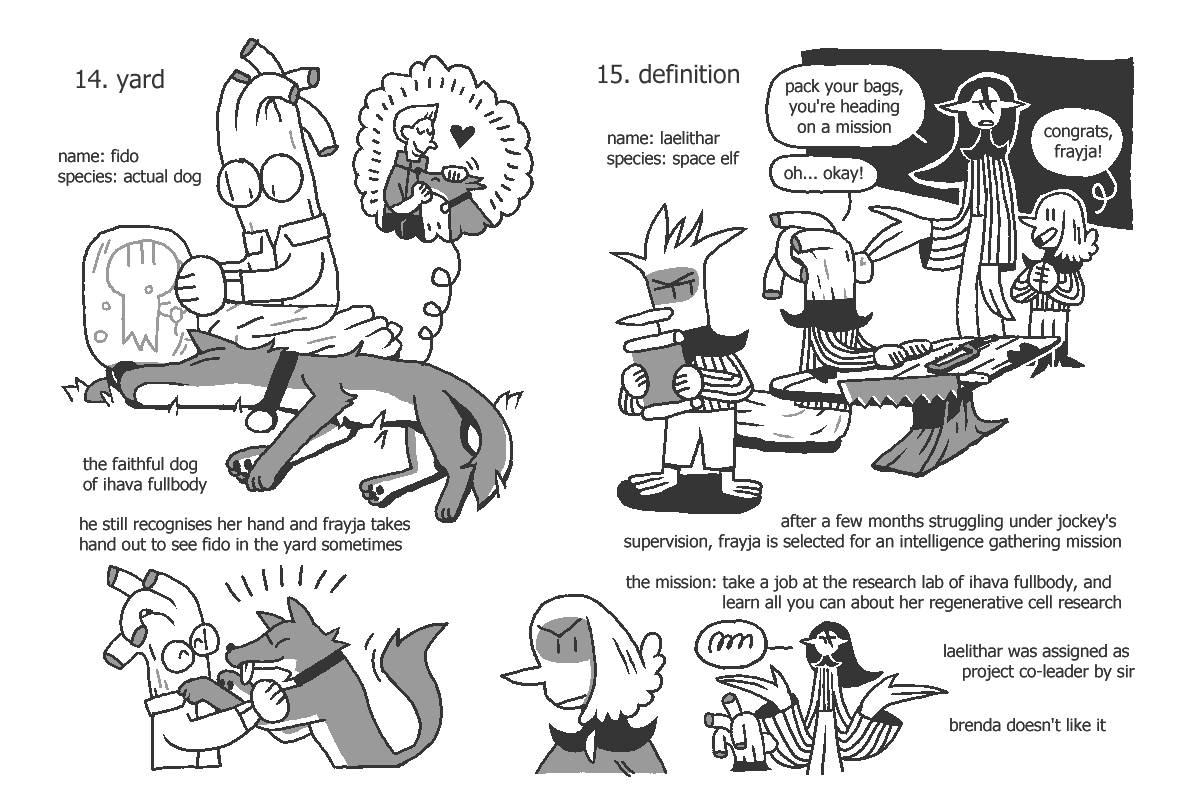 14. yard
name: fido
species: actual dog
the faithful dog
of ihava fullbody
he still recognises her hand and frayja takes
hand out to see fido in the yard sometimes
15. definition
name: laelithar
species: space elf
pack your bags,
you're heading
on a mission
congrats,
frayja!
oh... okay!
after a few months struggling under jockey's
supervision, frayja is selected for an intelligence gathering mission
the mission: take a job at the research lab of ihava fullbody, and
learn all you can about her regenerative cell research
laelithar was assigned as
project co-leader by sir
brenda doesn't like it